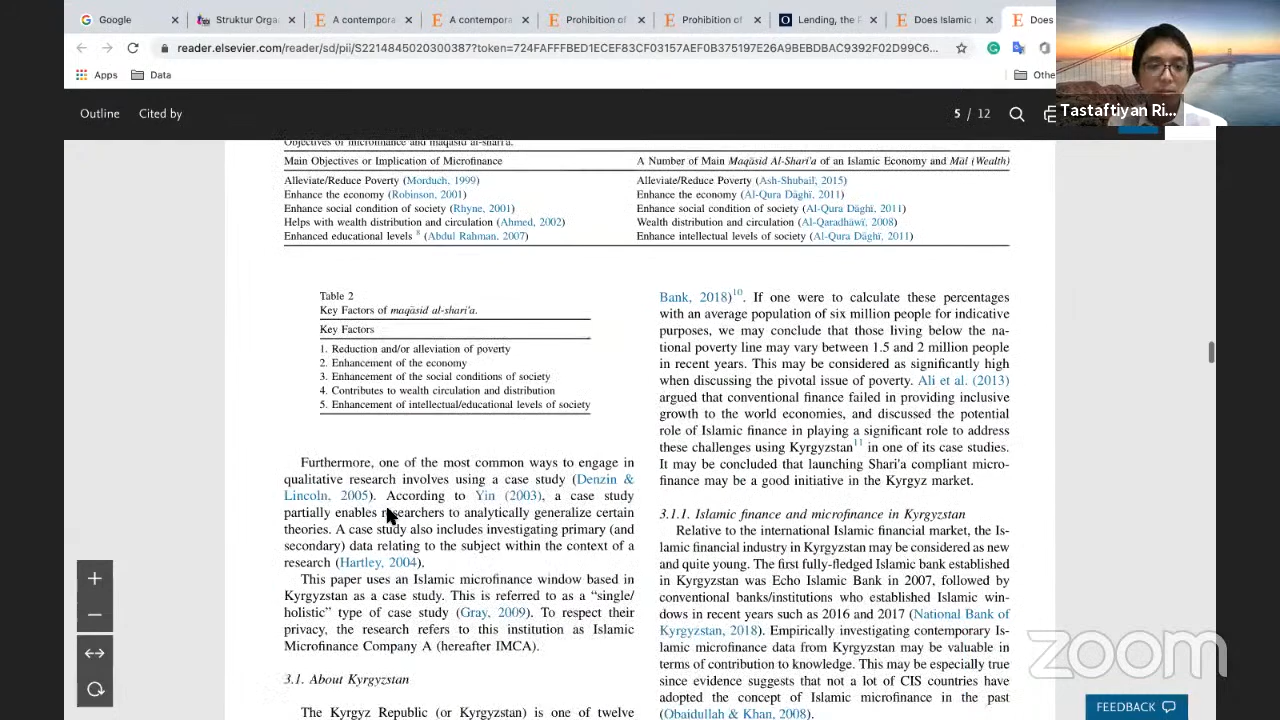 Google
Struktur Orga
A contempora
A contempora
Prohibition of
Prohibition of
Lending, the P
Does Islamic
Does
reader.elsevier.com/reader/sd/pii/S2214845020300387?token=724FAFFFBED1ECEF83CF03157AEF0B375197E26A9BEBDBAC9392F02D99C6...
Apps
Data
Othe
Tastaftiyan Ri...
Outline
Cited by
5 / 12
Objectives of microfinance and maqāṣid al-shari'a.
Main Objectives or Implication of Microfinance
A Number of Main Maqāsid Al-Shari'a of an Islamic Economy and Māl (Wealth)
Alleviate/Reduce Poverty (Morduch, 1999)
Alleviate/Reduce Poverty (Ash-Shubaiī, 2015)
Enhance the economy (Robinson, 2001)
Enhance the economy (Al-Qura Dāghī, 2011)
Enhance social condition of society (Rhyne, 2001)
Enhance social condition of society (Al-Qura Dāghī, 2011)
Helps with wealth distribution and circulation (Ahmed, 2002)
Wealth distribution and circulation (Al-Qaradhāwī, 2008)
Enhanced educational levels 8 (Abdul Rahman, 2007)
Enhance intellectual levels of society (Al-Qura Dāghī, 2011)
Table 2
Key Factors of maqāsid al-shari'a.
Key Factors
1. Reduction and/or alleviation of poverty
2. Enhancement of the economy
3. Enhancement of the social conditions of society
4. Contributes to wealth circulation and distribution
5. Enhancement of intellectual/educational levels of society
Furthermore, one of the most common ways to engage in
qualitative research involves using a case study (Denzin &
Lincoln, 2005). According to Yin (2003), a case study
partially enables researchers to analytically generalize certain
theories. A case study also includes investigating primary (and
secondary) data relating to the subject within the context of a
research (Hartley, 2004).
This paper uses an Islamic microfinance window based in
Kyrgyzstan as a case study. This is referred to as a “single/
holistic” type of case study (Gray, 2009). To respect their
privacy, the research refers to this institution as Islamic
Microfinance Company A (hereafter IMCA).
3.1. About Kyrgyzstan
The Kyrgyz Republic (or Kyrgyzstan) is one of twelve
Bank, 2018)10. If one were to calculate these percentages
with an average population of six million people for indicative
purposes, we may conclude that those living below the na-
tional poverty line may vary between 1.5 and 2 million people
in recent years. This may be considered as significantly high
when discussing the pivotal issue of poverty. Ali et al. (2013)
argued that conventional finance failed in providing inclusive
growth to the world economies, and discussed the potential
role of Islamic finance in playing a significant role to address
these challenges using Kyrgyzstan11 in one of its case studies.
It may be concluded that launching Shari'a compliant micro-
finance may be a good initiative in the Kyrgyz market.
3.1.1. Islamic finance and microfinance in Kyrgyzstan
Relative to the international Islamic financial market, the Is-
lamic financial industry in Kyrgyzstan may be considered as new
and quite young. The first fully-fledged Islamic bank established
in Kyrgyzstan was Echo Islamic Bank in 2007, followed by
conventional banks/institutions who established Islamic win-
dows in recent years such as 2016 and 2017 (National Bank of
Kyrgyzstan, 2018). Empirically investigating contemporary Is-
lamic microfinance data from Kyrgyzstan may be valuable in
terms of contribution to knowledge. This may be especially true
since evidence suggests that not a lot of CIS countries have
adopted the concept of Islamic microfinance in the past
(Obaidullah & Khan, 2008).
zoom
FEEDBACK